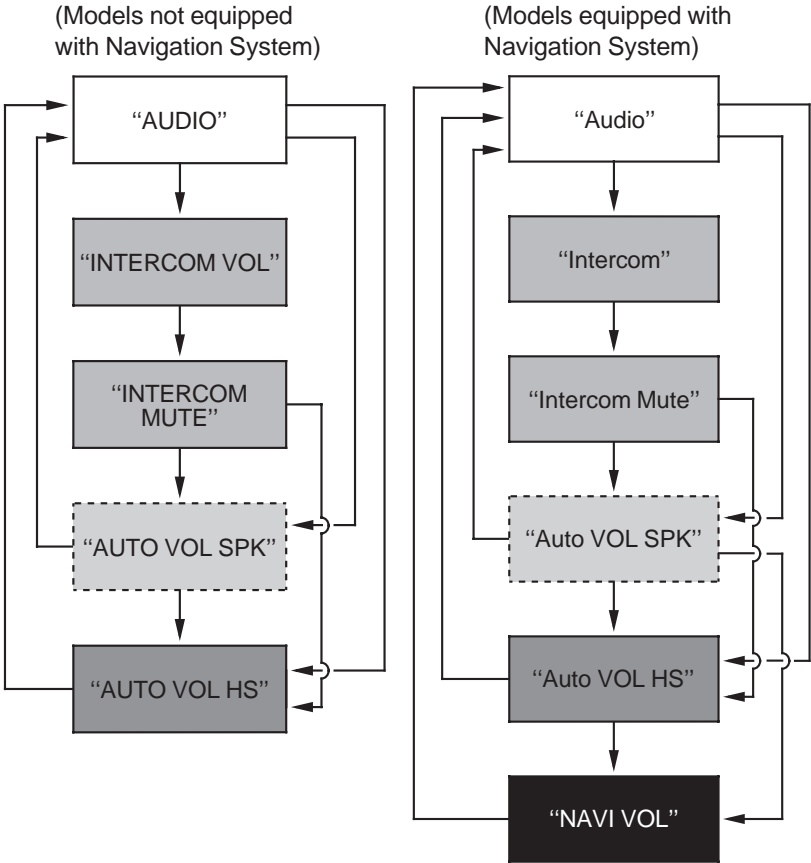 (Models not equipped
with Navigation System)
‘‘AUDIO’’
‘‘INTERCOM VOL’’
‘‘INTERCOM
MUTE’’
‘‘AUTO VOL SPK’’
‘‘AUTO VOL HS’’
(Models equipped with
Navigation System)
‘‘Audio’’
‘‘Intercom’’
‘‘Intercom Mute’’
‘‘Auto VOL SPK’’
‘‘Auto VOL HS’’
‘‘NAVI VOL’’